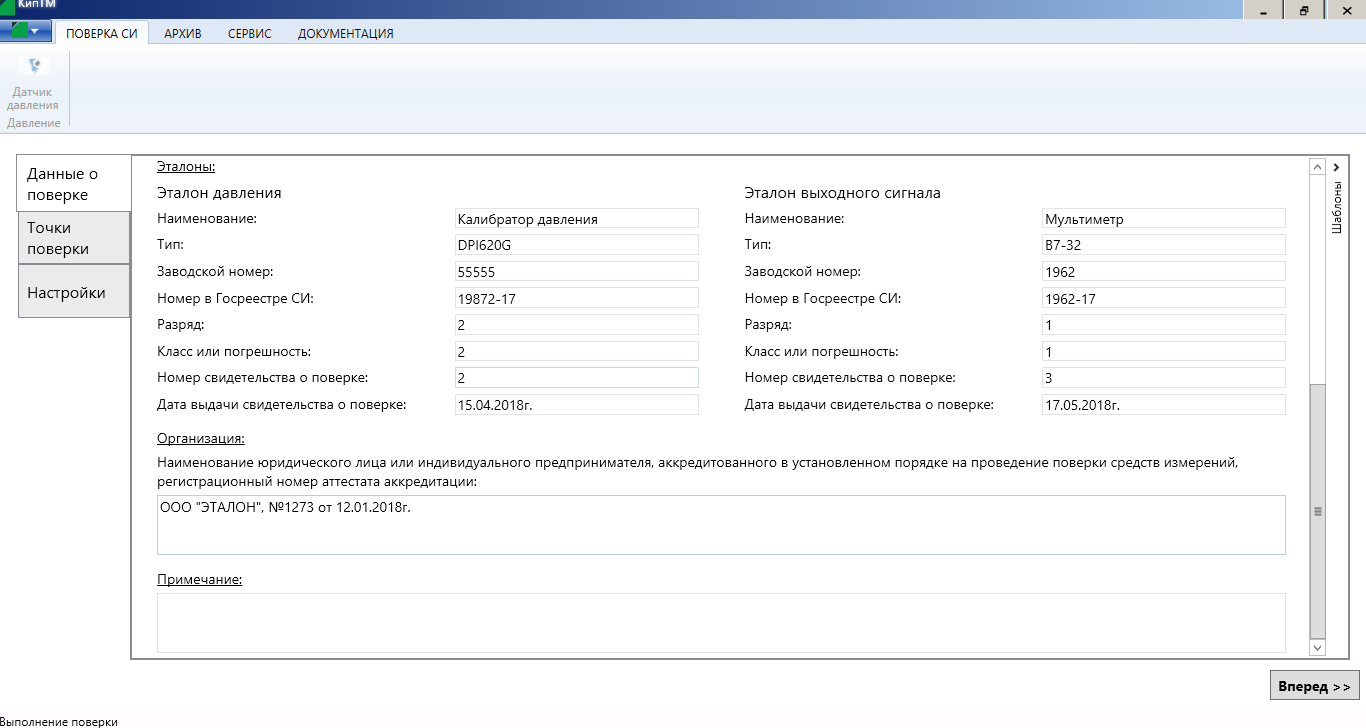 КипТМ
ПОВЕРКА СИ АРХИВ СЕРВИС ДОКУМЕНТАЦИЯ
Датчик
давления
Давление
Данные о
поверке
Точки
поверки
Настройки
Эталоны:
Эталон давления
Наименование: Калибратор давления
Тип: DPI620G
Заводской номер: 55555
Номер в Госреестре СИ: 19872-17
Разряд: 2
Класс или погрешность: 2
Номер свидетельства о поверке: 2
Дата выдачи свидетельства о поверке: 15.04.2018г.
Эталон выходного сигнала
Наименование: Мультиметр
Тип: В7-32
Заводской номер: 1962
Номер в Госреестре СИ: 1962-17
Разряд: 1
Класс или погрешность: 1
Номер свидетельства о поверке: 3
Дата выдачи свидетельства о поверке: 17.05.2018г.
Организация:
Наименование юридического лица или индивидуального предпринимателя, аккредитованного в установленном порядке на проведение поверки средств измерений,
регистрационный номер аттестата аккредитации:
ООО "ЭТАЛОН", №1273 от 12.01.2018г.
Примечание:
Шаблоны
Вперед >>
Выполнение поверки